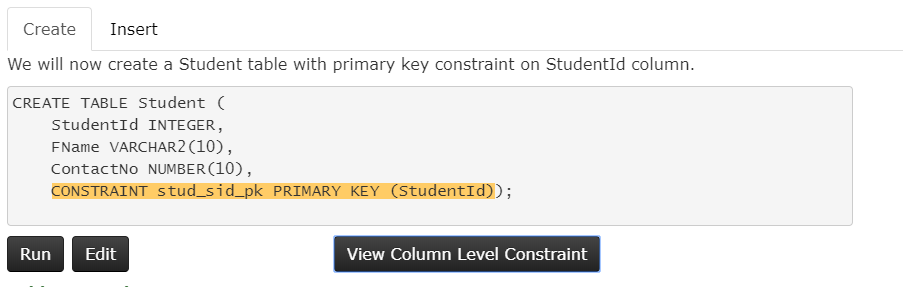 Create Insert
We will now create a Student table with primary key constraint on StudentId column.
CREATE TABLE Student (
StudentId INTEGER,
FName VARCHAR2(10),
ContactNo NUMBER(10),
CONSTRAINT stud_sid_pk PRIMARY KEY (StudentId));
Run Edit View Column Level Constraint